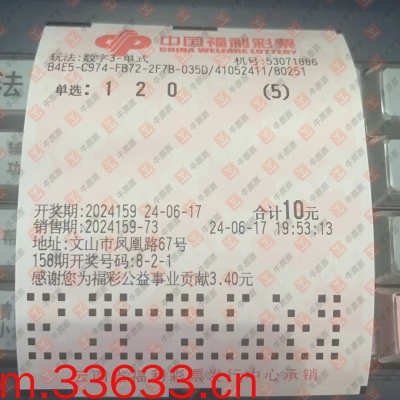 中国福利彩票
CHINA WELFARE LOTTERY
玩法:数字3-单式 机号:53071886
B4E5-C974-FB72-2F7B-035D/41052411/80251
单选: 1 2 0 (5)
开奖期:2024159 24-06-17 合计10元
销售期:2024159-73 24-06-17 19:53:13
地址:文山市凤凰路67号
158期开奖号码:8-2-1
感谢您为福彩公益事业贡献3.40元
m.33633.cn